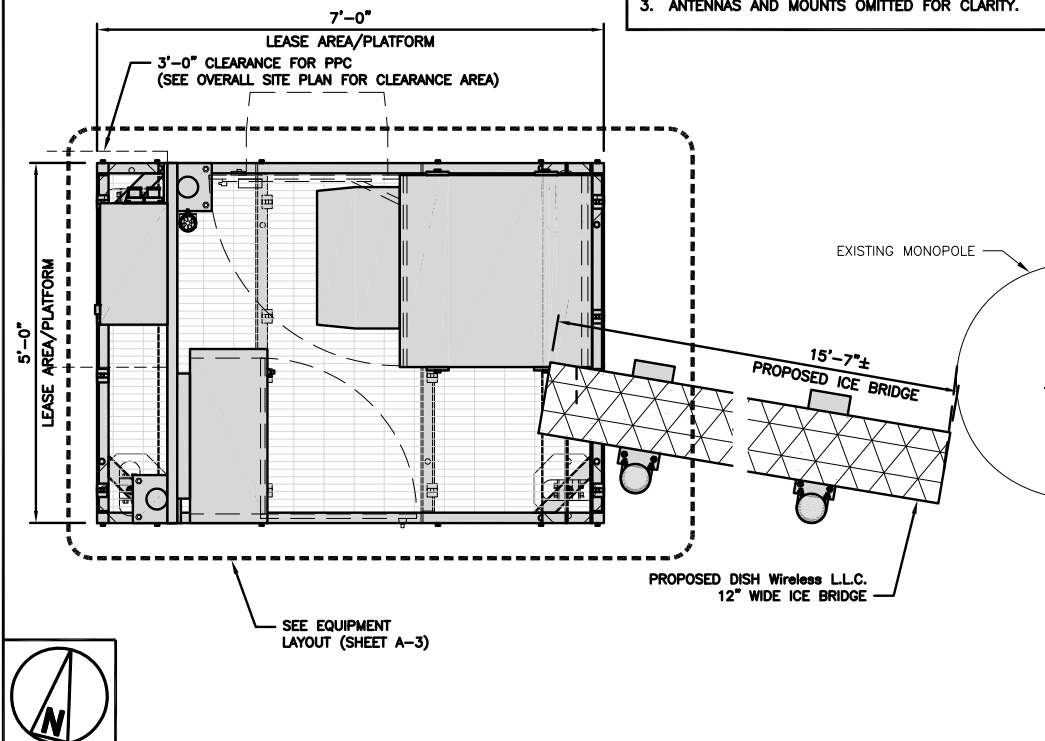 3. ANTENNAS AND MOUNTS OMITTED FOR CLARITY.
7'-0"
LEASE AREA/PLATFORM
3'-0" CLEARANCE FOR PPC
(SEE OVERALL SITE PLAN FOR CLEARANCE AREA)
5'-0"
LEASE AREA/PLATFORM
EXISTING MONOPOLE
15'-7"±
PROPOSED ICE BRIDGE
PROPOSED DISH Wireless L.L.C.
12" WIDE ICE BRIDGE
SEE EQUIPMENT
LAYOUT (SHEET A-3)
N